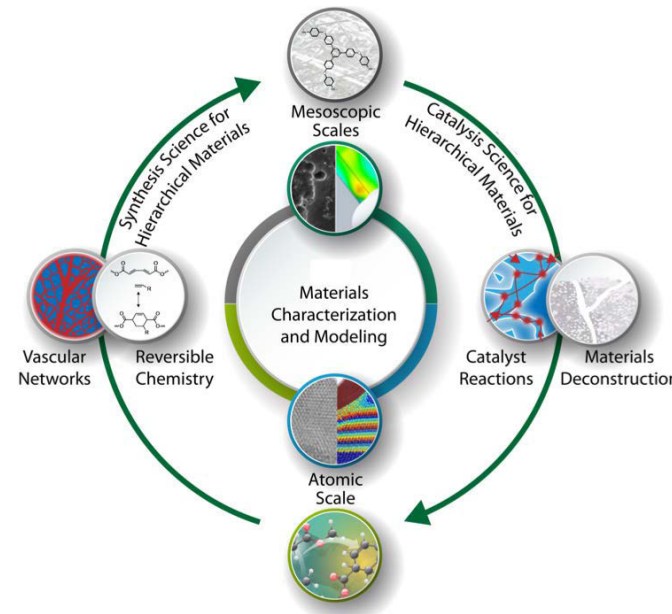 Mesoscopic
Scales
Synthesis Science for
Hierarchical Materials
Catalysis Science for
Hierarchical Materials
Materials
Characterization
and Modeling
Vascular
Networks
Reversible
Chemistry
Catalyst
Reactions
Materials
Deconstruction
Atomic
Scale